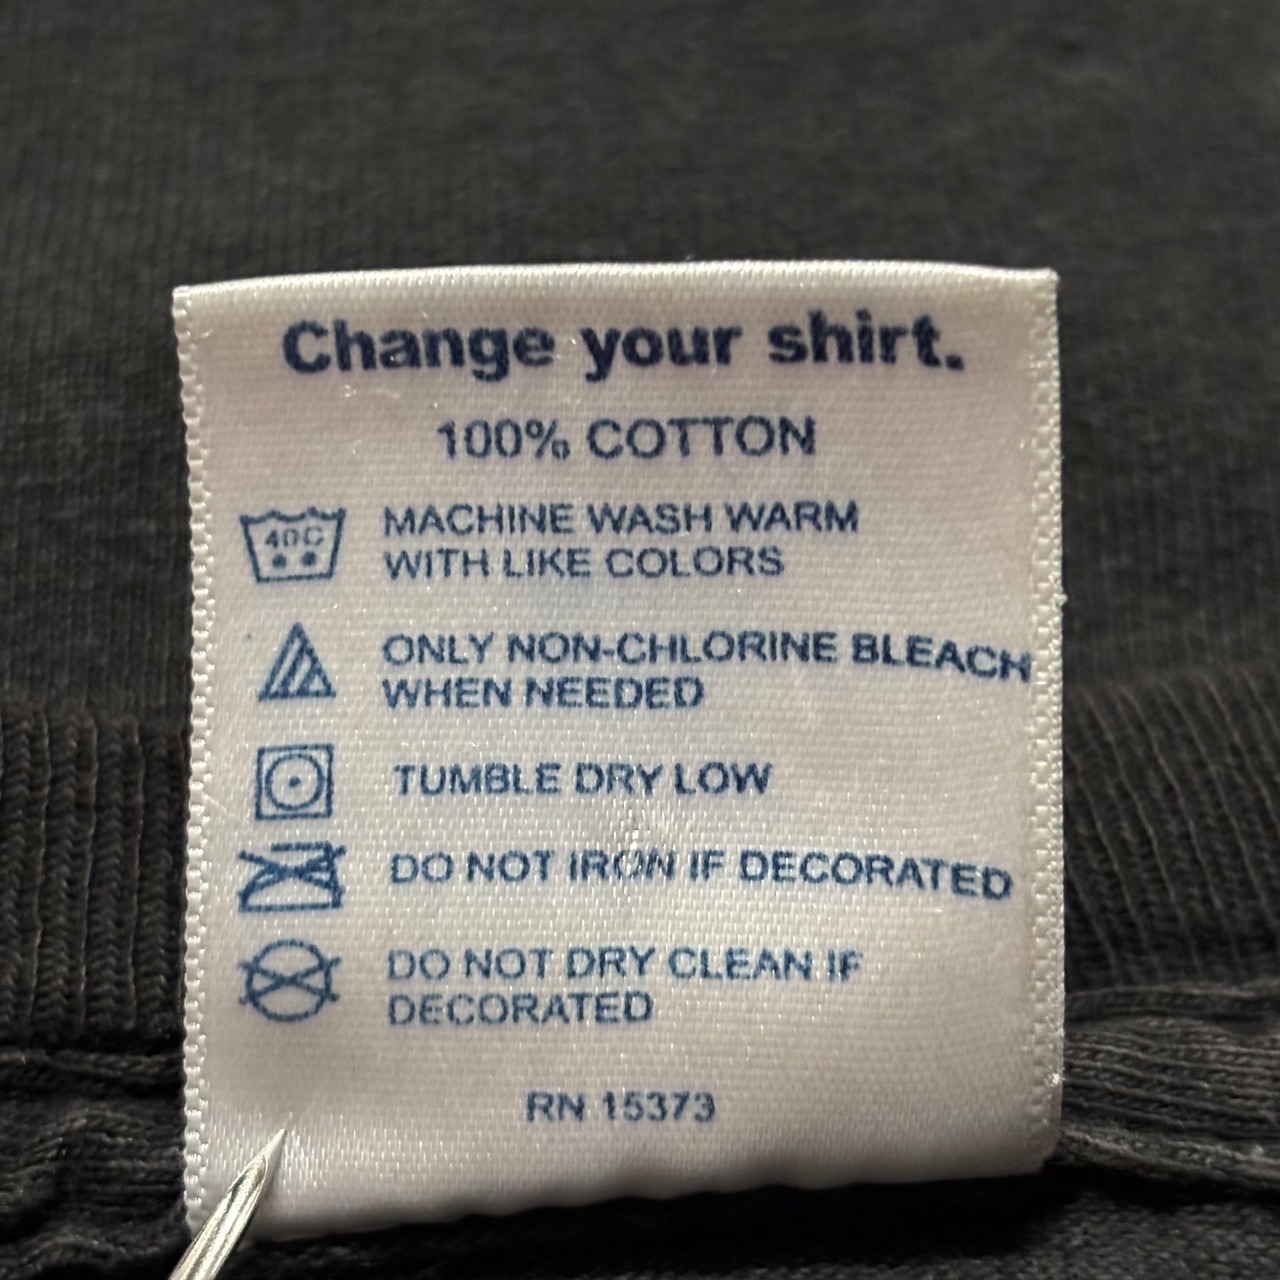 Change your shirt.
100% COTTON
40C
MACHINE WASH WARM
WITH LIKE COLORS
ONLY NON-CHLORINE BLEACH
WHEN NEEDED
TUMBLE DRY LOW
DO NOT IRON IF DECORATED
DO NOT DRY CLEAN IF
DECORATED
RN 15373